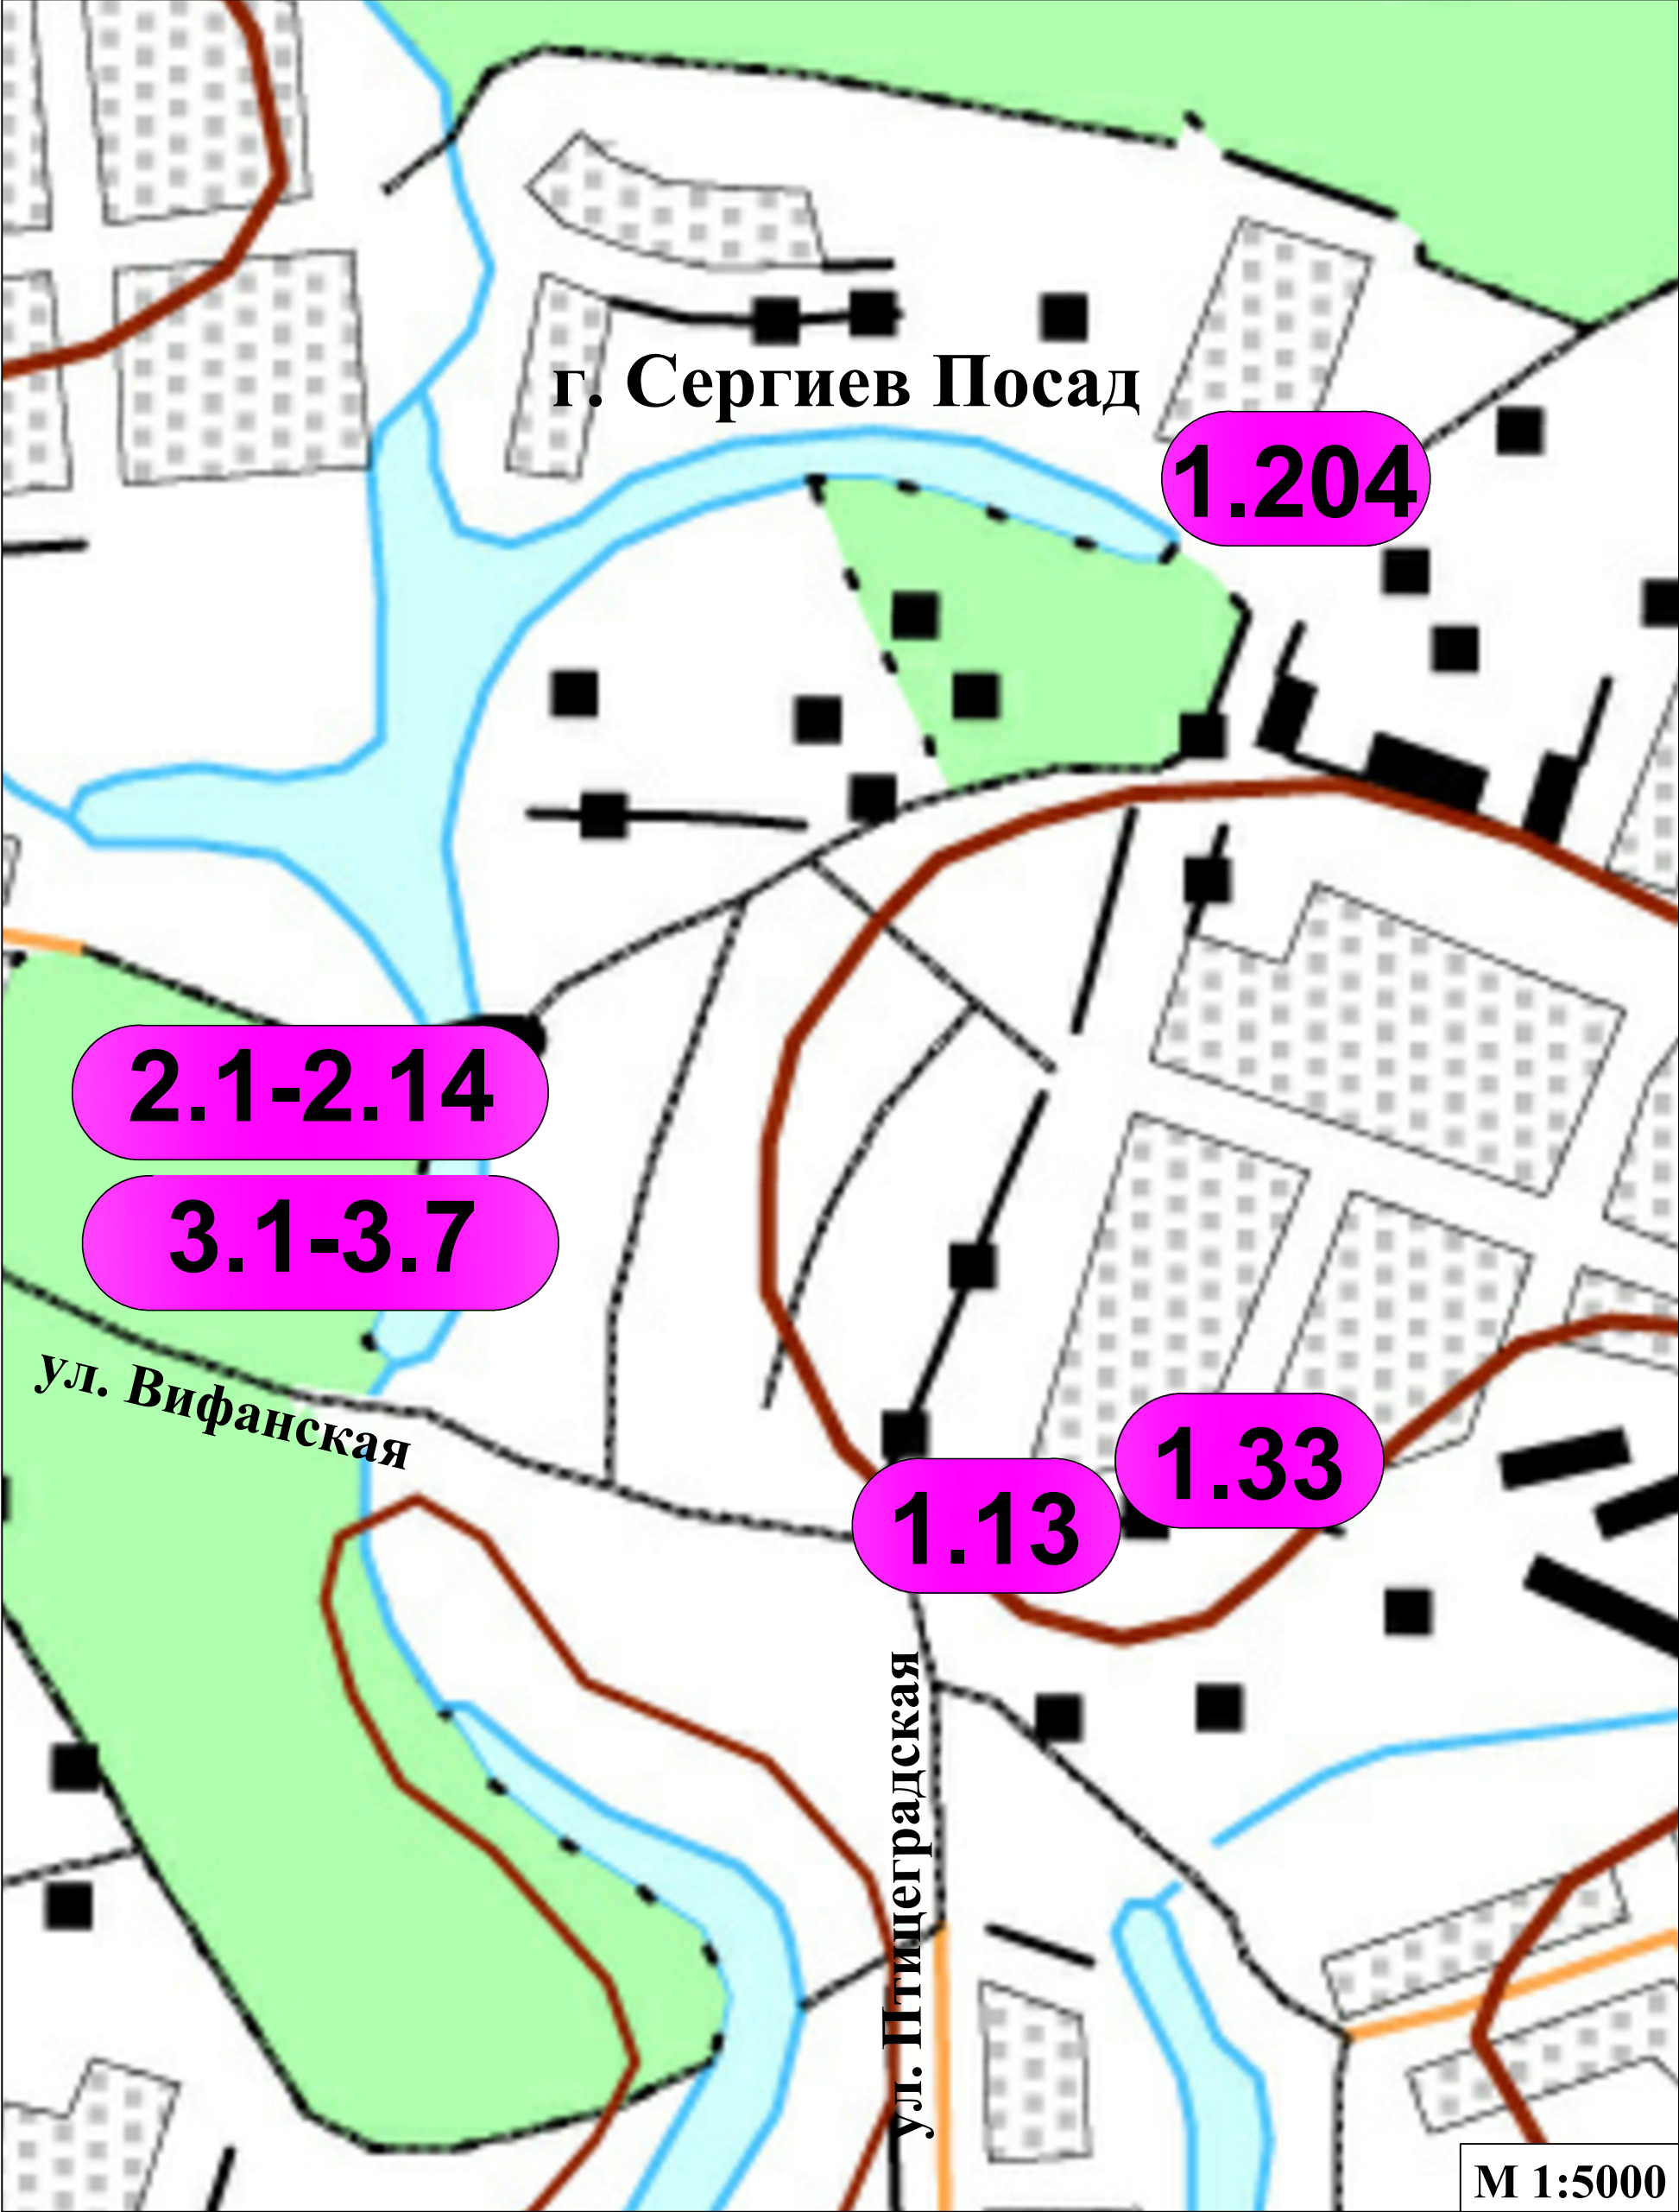 г. Сергиев Посад
1.204
2.1-2.14
3.1-3.7
ул. Вифанская
1.33
1.13
ул. Птицеградская
М 1:5000